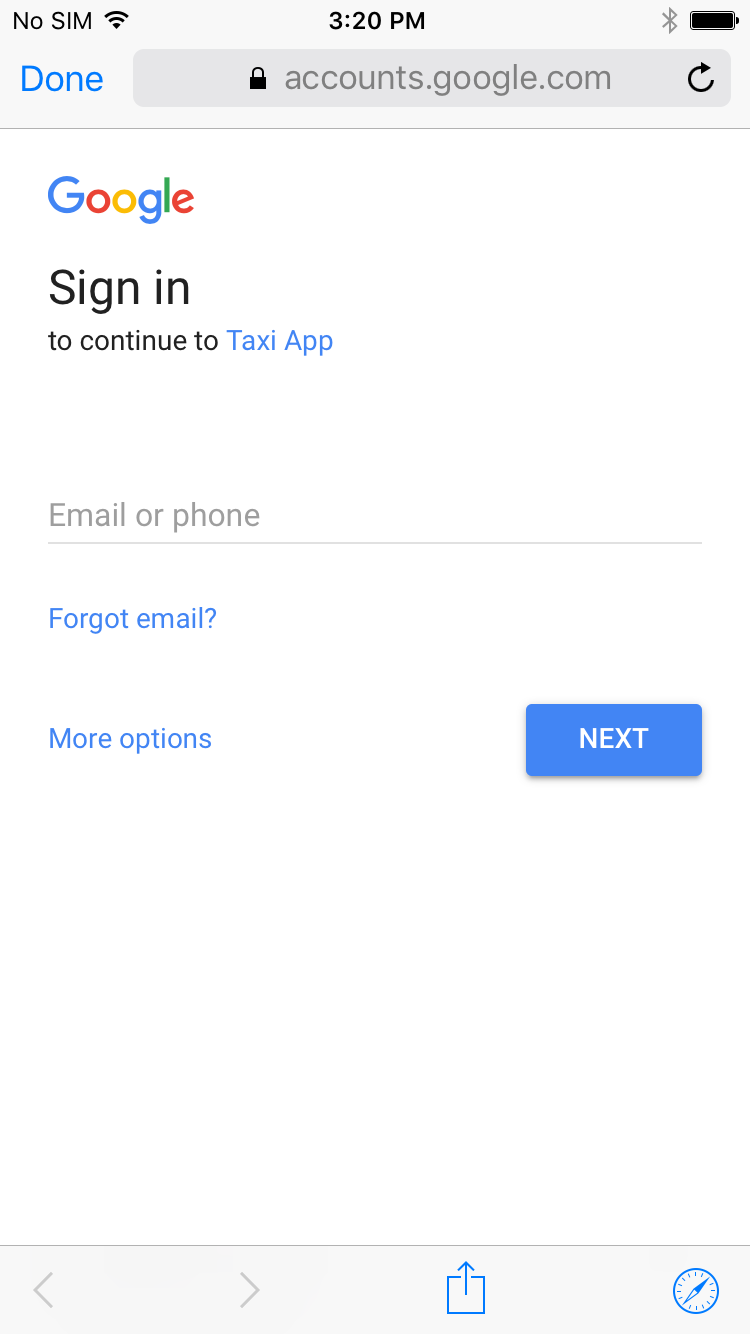 No SIM 3:20 PM
Done accounts.google.com
Google
Sign in
to continue to Taxi App
Email or phone
Forgot email?
More options NEXT